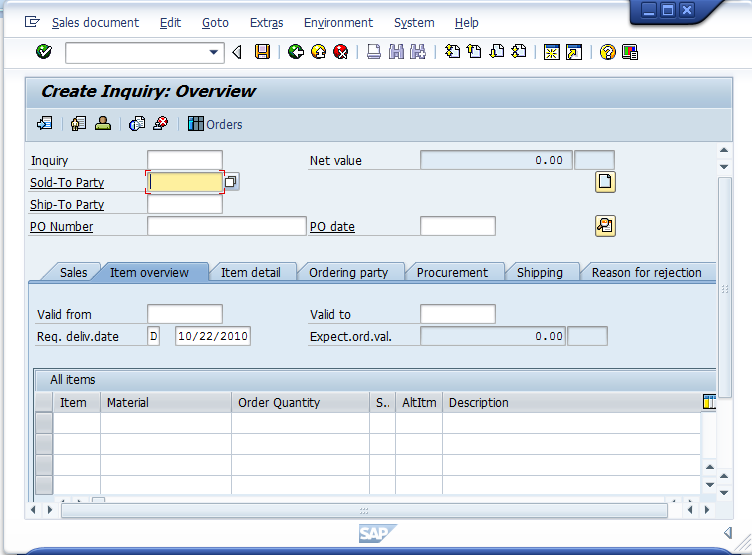 Sales document Edit Goto Extras Environment System Help
Create Inquiry: Overview
Orders
Inquiry Net value 0.00
Sold-To Party
Ship-To Party
PO Number PO date
Sales Item overview Item detail Ordering party Procurement Shipping Reason for rejection
Valid from Valid to
Req. deliv.date D 10/22/2010 Expect.ord.val. 0.00
All items
Item Material Order Quantity S.. AltItm Description
SAP